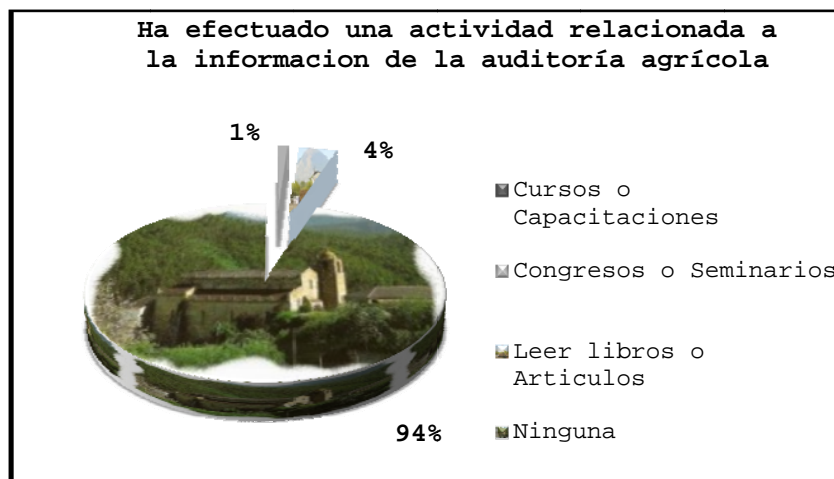 Ha efectuado una actividad relacionada a
la informacion de la auditoría agrícola
1%
4%
Cursos o
Capacitaciones
Congresos o Seminarios
Leer libros o
Articulos
94%
Ninguna